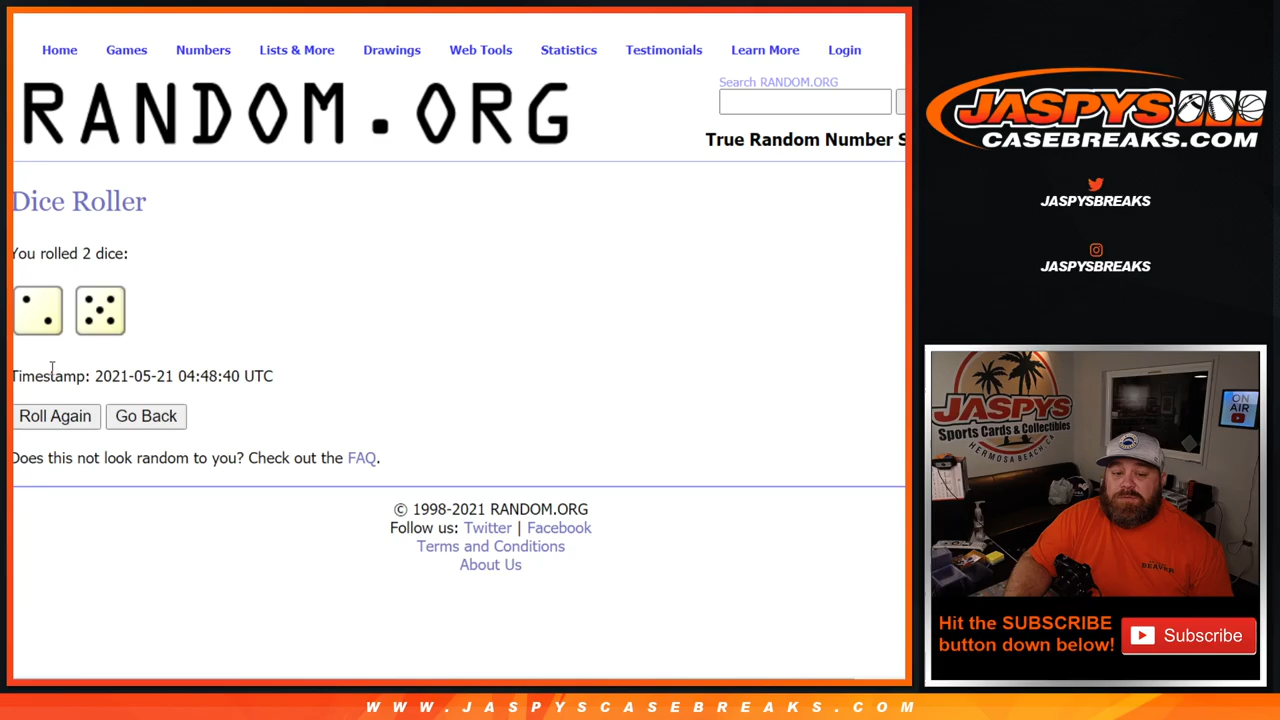 Home Games Numbers Lists & More Drawings Web Tools Statistics Testimonials Learn More Login
RANDOM.ORG
Search RANDOM.ORG
True Random Number S
Dice Roller
You rolled 2 dice:
Timestamp: 2021-05-21 04:48:40 UTC
Roll Again Go Back
Does this not look random to you? Check out the FAQ.
© 1998-2021 RANDOM.ORG
Follow us: Twitter | Facebook
Terms and Conditions
About Us
JASPYS
CASEBREAKS.COM
JASPYSBREAKS
JASPYSBREAKS
JASPYS
Sports Cards & Collectibles
HERMOSA BEACH CA
ON
AIR
BEAVER
Hit the SUBSCRIBE
button down below!
Subscribe
WWW.JASPYSCASEBREAKS.COM